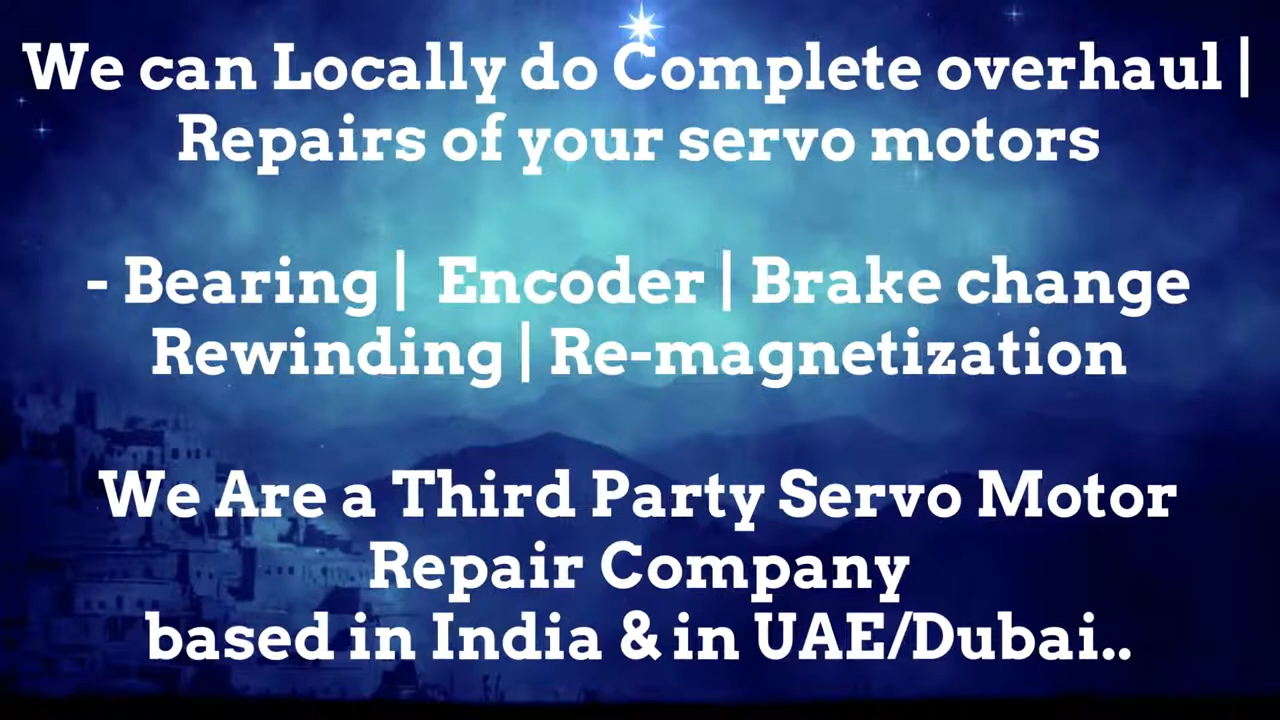 We can Locally do Complete overhaul |
Repairs of your servo motors
- Bearing | Encoder | Brake change
Rewinding | Re-magnetization
We Are a Third Party Servo Motor
Repair Company
based in India & in UAE/Dubai..